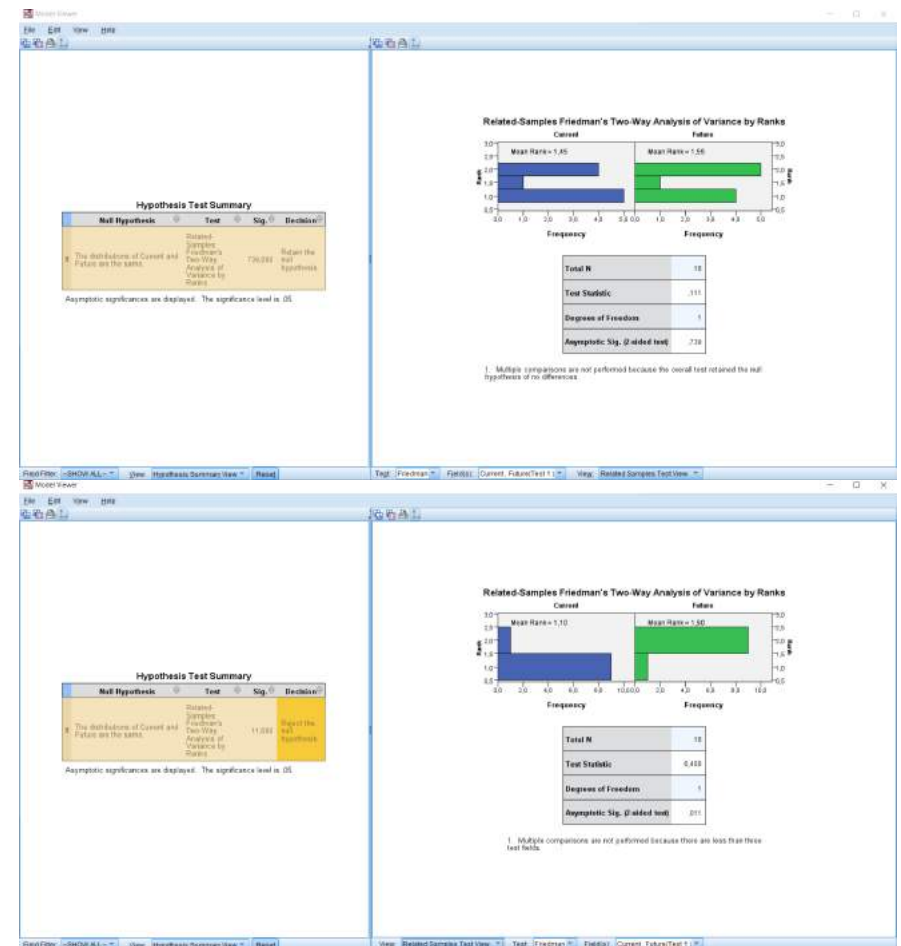 Model Viewer
File Edit View Help
Hypothesis Test Summary
Null Hypothesis Test Sig. Decision
1 The distributions of Current and Future are the same.
Related-
Samples
Friedman's
Two-Way
Analysis of
Variance by
Ranks
Retain the
null
hypothesis.
Asymptotic significances are displayed. The significance level is ,05.
Field Filter: --SHOW ALL-- View: Hypothesis Summary View Reset
Related-Samples Friedman's Two-Way Analysis of Variance by Ranks
Current Future
Mean Rank = 1,45 Mean Rank = 1,55
Rank
Frequency Frequency
Total N 10
Test Statistic ,111
Degrees of Freedom 1
Asymptotic Sig. (2-sided test) ,739
1. Multiple comparisons are not performed because the overall test retained the null
hypothesis of no differences.
Test: Friedman Field(s): View: Related Samples Test View
Model Viewer
File Edit View Help
Hypothesis Test Summary
Null Hypothesis Test Sig. Decision
1 The distributions of Current and Future are the same.
Related-
Samples
Friedman's
Two-Way
Analysis of
Variance by
Ranks
Reject the
null
hypothesis.
Asymptotic significances are displayed. The significance level is ,05.
Field Filter: --SHOW ALL-- View: Hypothesis Summary View Reset
Related-Samples Friedman's Two-Way Analysis of Variance by Ranks
Current Future
Mean Rank = 1,10 Mean Rank = 1,90
Rank
Frequency Frequency
Total N 10
Test Statistic 6,400
Degrees of Freedom 1
Asymptotic Sig. (2-sided test) ,011
1. Multiple comparisons are not performed because there are less than three
test fields.
View: Related Samples Test View Test: Friedman Field(s):